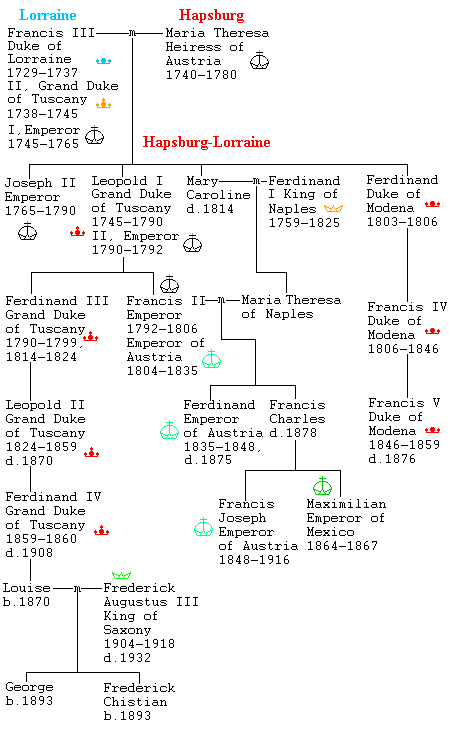 Lorraine
Hapsburg
Francis III
Duke of
Lorraine
1729–1737
II, Grand Duke
of Tuscany
1738–1745
I, Emperor
1745–1765
m
Maria Theresa
Heiress of
Austria
1740–1780
Hapsburg-Lorraine
Joseph II
Emperor
1765–1790
Leopold I
Grand Duke
of Tuscany
1745–1790
II, Emperor
1790–1792
Mary
Caroline
d.1814
m
Ferdinand
I King of
Naples
1759–1825
Ferdinand
Duke of
Modena
1803–1806
Ferdinand III
Grand Duke
of Tuscany
1790–1799,
1814–1824
Francis II
Emperor
1792–1806
Emperor of
Austria
1804–1835
m
Maria Theresa
of Naples
Francis IV
Duke of
Modena
1806–1846
Leopold II
Grand Duke
of Tuscany
1824–1859
d.1870
Ferdinand
Emperor
of Austria
1835–1848,
d.1875
Francis
Charles
d.1878
Francis V
Duke of
Modena
1846–1859
d.1876
Ferdinand IV
Grand Duke
of Tuscany
1859–1860
d.1908
Francis
Joseph
Emperor
of Austria
1848–1916
Maximilian
Emperor of
Mexico
1864–1867
Louise
b.1870
m
Frederick
Augustus III
King of
Saxony
1904–1918
d.1932
George
b.1893
Frederick
Chistian
b.1893